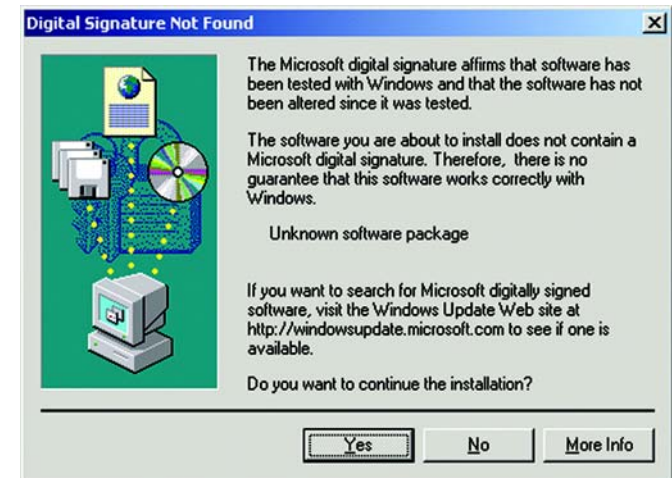 Digital Signature Not Found
The Microsoft digital signature affirms that software has
been tested with Windows and that the software has not
been altered since it was tested.
The software you are about to install does not contain a
Microsoft digital signature. Therefore, there is no
guarantee that this software works correctly with
Windows.
Unknown software package
If you want to search for Microsoft digitally signed
software, visit the Windows Update Web site at
http://windowsupdate.microsoft.com to see if one is
available.
Do you want to continue the installation?
Yes
No
More Info